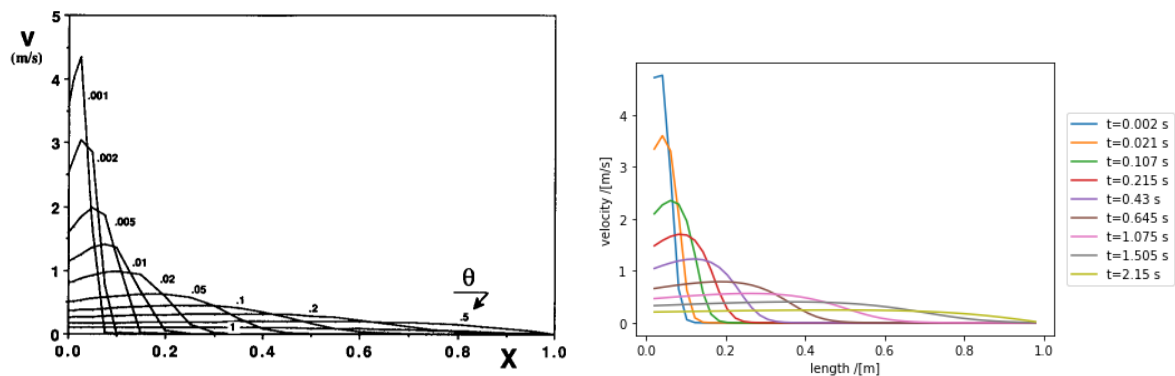 5
V
(m/s)
4
3
2
1
0
.001
.002
.005
.01
.02
.05
.1
.2
.5
1
θ
0.0
0.2
0.4
0.6
0.8
1.0
X
velocity /[m/s]
4
3
2
1
0
0.0
0.2
0.4
0.6
0.8
1.0
length /[m]
t=0.002 s
t=0.021 s
t=0.107 s
t=0.215 s
t=0.43 s
t=0.645 s
t=1.075 s
t=1.505 s
t=2.15 s